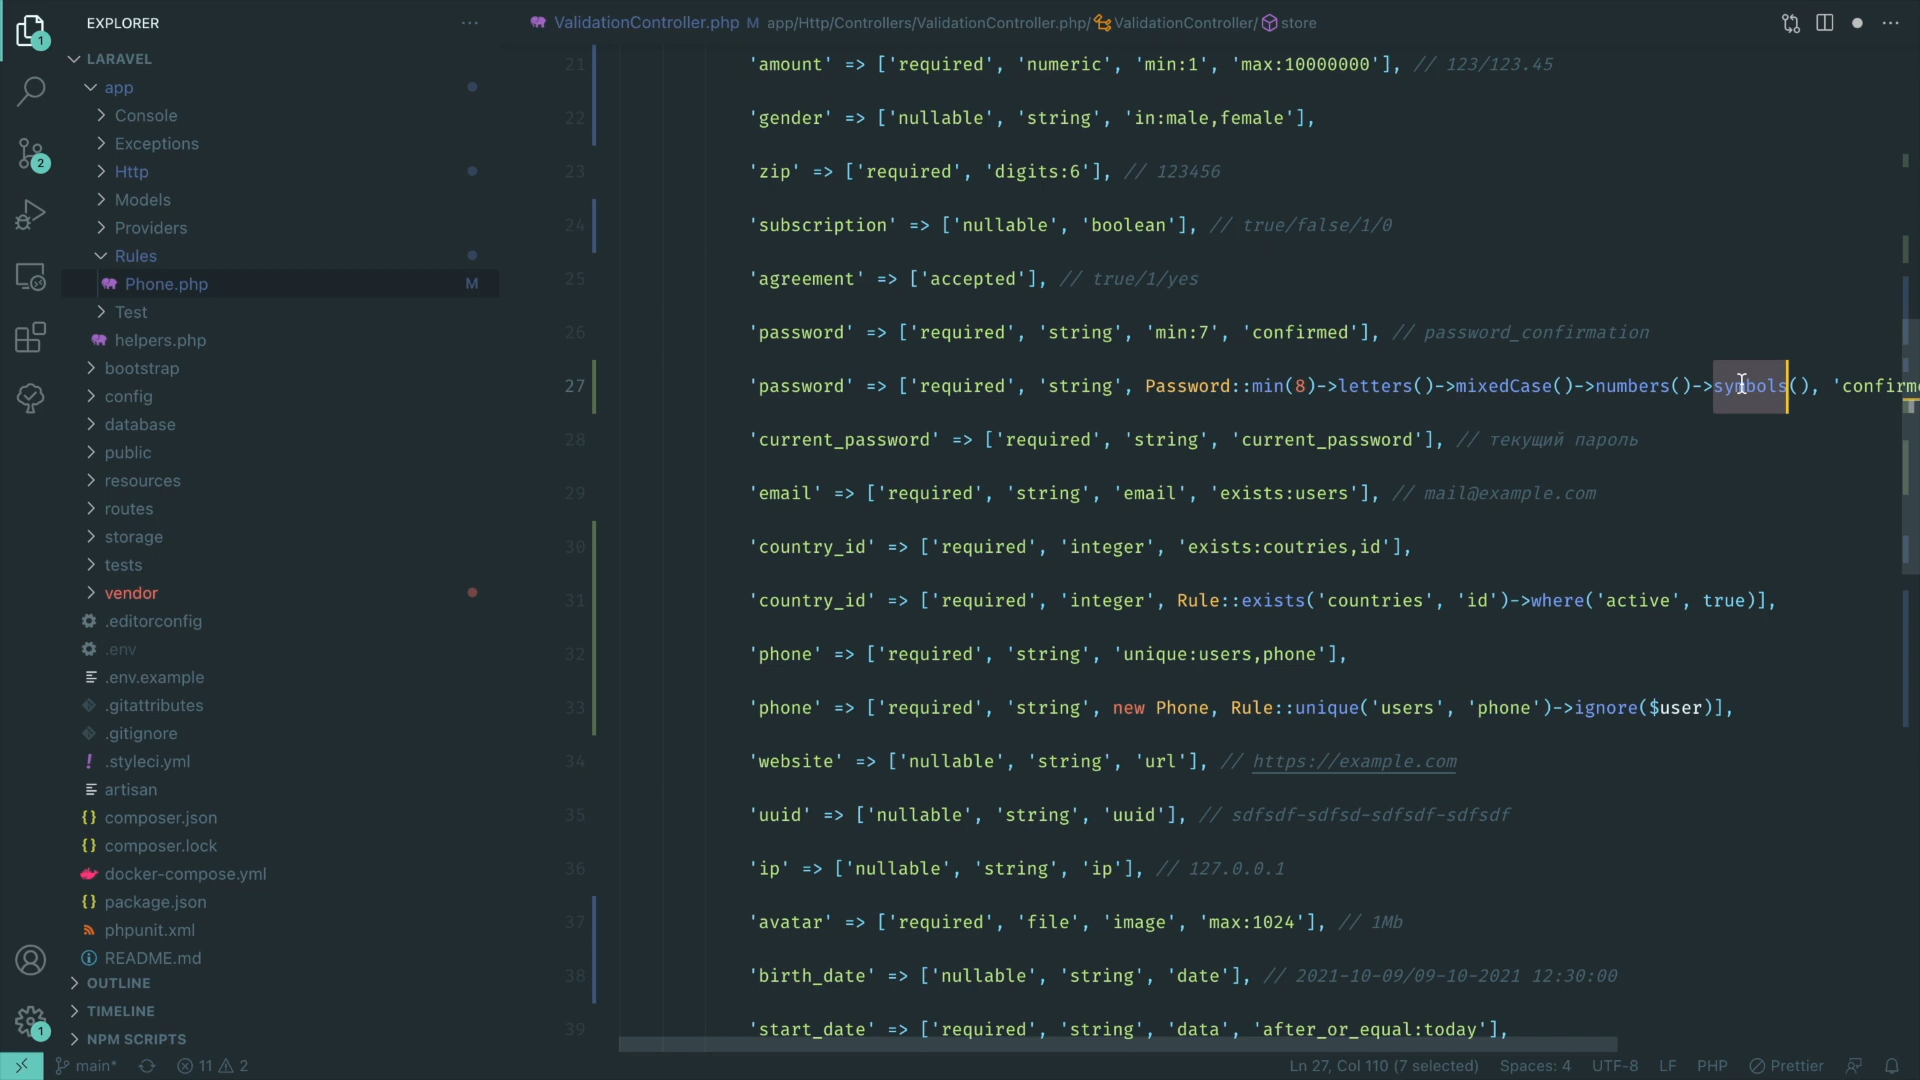 EXPLORER
LARAVEL
app
Console
Exceptions
Http
Models
Providers
Rules
Phone.php M
Test
helpers.php
bootstrap
config
database
public
resources
routes
storage
tests
vendor
.editorconfig
.env
.env.example
.gitattributes
.gitignore
.styleci.yml
artisan
composer.json
composer.lock
docker-compose.yml
package.json
phpunit.xml
README.md
OUTLINE
TIMELINE
NPM SCRIPTS
1
2
1
ValidationController.php M app/Http/Controllers/ValidationController.php/ ValidationController/ store
21 'amount' => ['required', 'numeric', 'min:1', 'max:10000000'], // 123/123.45
22 'gender' => ['nullable', 'string', 'in:male,female'],
23 'zip' => ['required', 'digits:6'], // 123456
24 'subscription' => ['nullable', 'boolean'], // true/false/1/0
25 'agreement' => ['accepted'], // true/1/yes
26 'password' => ['required', 'string', 'min:7', 'confirmed'], // password_confirmation
27 'password' => ['required', 'string', Password::min(8)->letters()->mixedCase()->numbers()->symbols(), 'confirme
28 'current_password' => ['required', 'string', 'current_password'], // текущий пароль
29 'email' => ['required', 'string', 'email', 'exists:users'], // mail@example.com
30 'country_id' => ['required', 'integer', 'exists:coutries,id'],
31 'country_id' => ['required', 'integer', Rule::exists('countries', 'id')->where('active', true)],
32 'phone' => ['required', 'string', 'unique:users,phone'],
33 'phone' => ['required', 'string', new Phone, Rule::unique('users', 'phone')->ignore($user)],
34 'website' => ['nullable', 'string', 'url'], // https://example.com
35 'uuid' => ['nullable', 'string', 'uuid'], // sdfsdf-sdfsd-sdfsdf-sdfsdf
36 'ip' => ['nullable', 'string', 'ip'], // 127.0.0.1
37 'avatar' => ['required', 'file', 'image', 'max:1024'], // 1Mb
38 'birth_date' => ['nullable', 'string', 'date'], // 2021-10-09/09-10-2021 12:30:00
39 'start_date' => ['required', 'string', 'data', 'after_or_equal:today'],
main* 11 2 Ln 27, Col 110 (7 selected) Spaces: 4 UTF-8 LF PHP Prettier